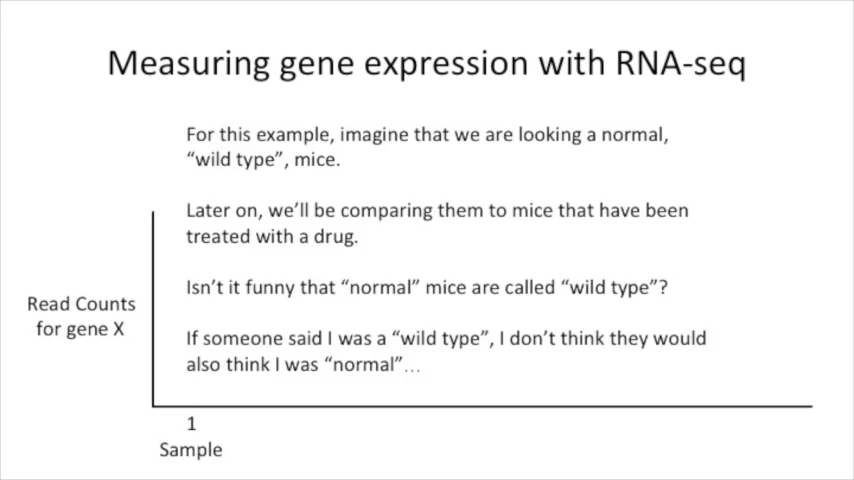 Measuring gene expression with RNA-seq
For this example, imagine that we are looking a normal,
“wild type”, mice.
Later on, we’ll be comparing them to mice that have been
treated with a drug.
Isn’t it funny that “normal” mice are called “wild type”?
If someone said I was a “wild type”, I don’t think they would
also think I was “normal”…
Read Counts
for gene X
1
Sample